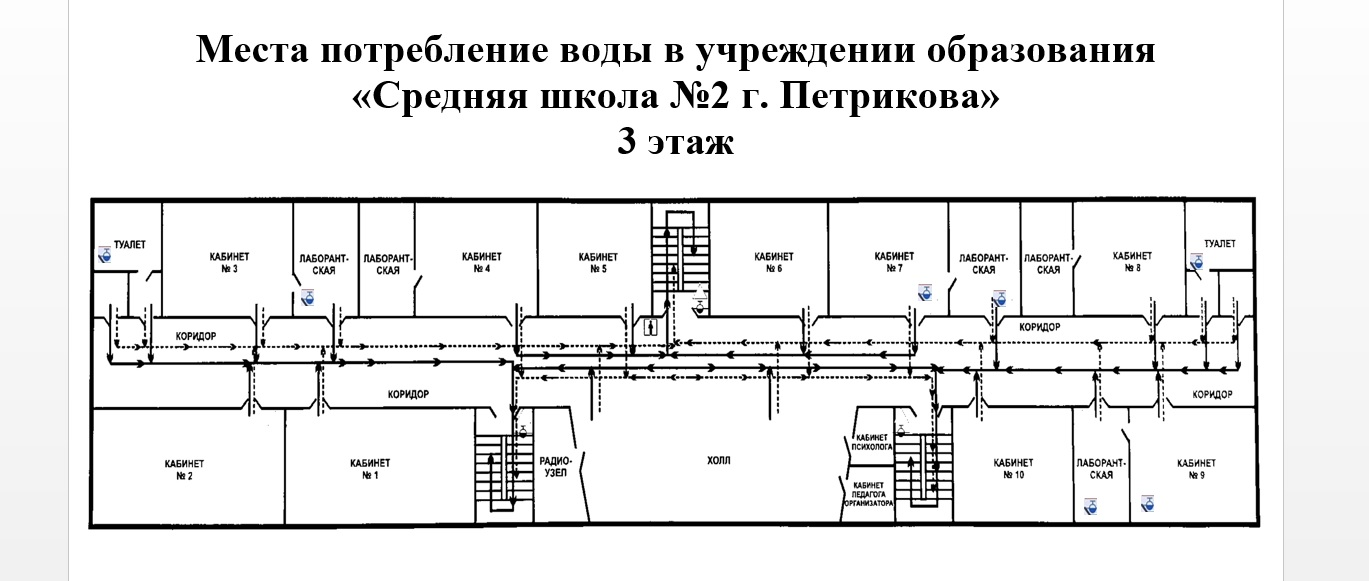 Места потребление воды в учреждении образования
«Средняя школа №2 г. Петрикова»
3 этаж
ТУАЛЕТ
КАБИНЕТ
№ 3
ЛАБОРАНТ-
СКАЯ
ЛАБОРАНТ-
СКАЯ
КАБИНЕТ
№ 4
КАБИНЕТ
№ 5
КАБИНЕТ
№ 6
КАБИНЕТ
№ 7
ЛАБОРАНТ-
СКАЯ
ЛАБОРАНТ-
СКАЯ
КАБИНЕТ
№ 8
ТУАЛЕТ
КОРИДОР
КОРИДОР
КОРИДОР
КОРИДОР
КАБИНЕТ
№ 2
КАБИНЕТ
№ 1
РАДИО-
УЗЕЛ
ХОЛЛ
КАБИНЕТ
ПСИХОЛОГА
КАБИНЕТ
ПЕДАГОГА
ОРГАНИЗАТОРА
КАБИНЕТ
№ 10
ЛАБОРАНТ-
СКАЯ
КАБИНЕТ
№ 9